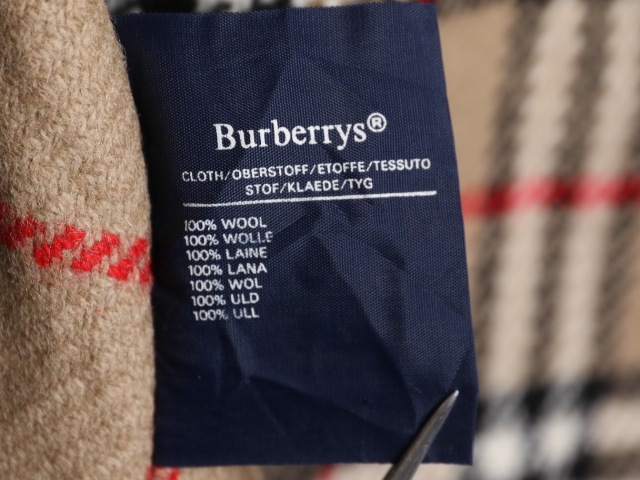 Burberrys®
CLOTH/OBERSTOFF/ETOFFE/TESSUTO
STOF/KLAEDE/TYG
100% WOOL
100% WOLLE
100% LAINE
100% LANA
100% WOL
100% ULD
100% ULL